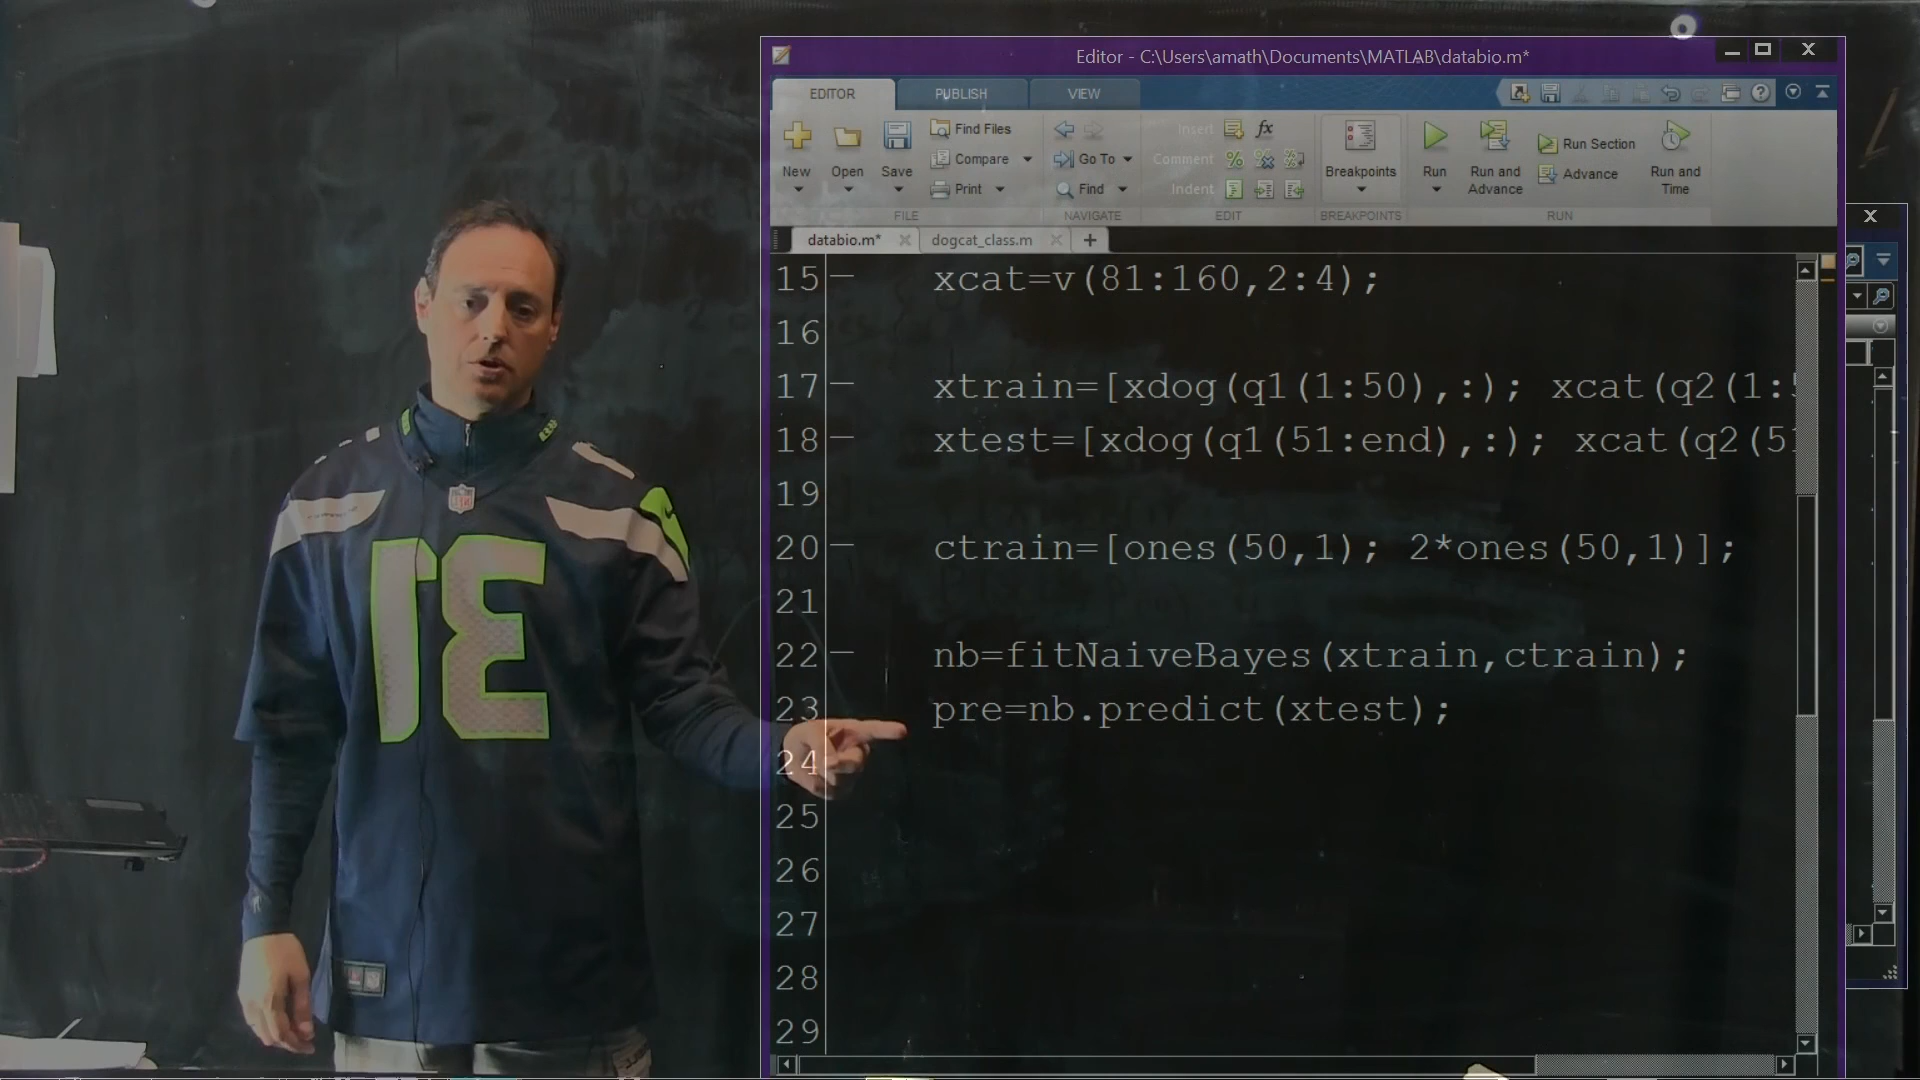 Editor - C:\Users\amath\Documents\MATLAB\databio.m*
EDITOR PUBLISH VIEW
New Open Save Find Files Compare Print
Go To Find
Insert Comment Indent
Breakpoints
Run Run and Advance Run Section Advance Run and Time
FILE NAVIGATE EDIT BREAKPOINTS RUN
databio.m* dogcat_class.m
15 xcat=v(81:160,2:4);
16
17 xtrain=[xdog(q1(1:50),:); xcat(q2(1:5
18 xtest=[xdog(q1(51:end),:); xcat(q2(51
19
20 ctrain=[ones(50,1); 2*ones(50,1)];
21
22 nb=fitNaiveBayes(xtrain,ctrain);
23 pre=nb.predict(xtest);
24
25
26
27
28
29